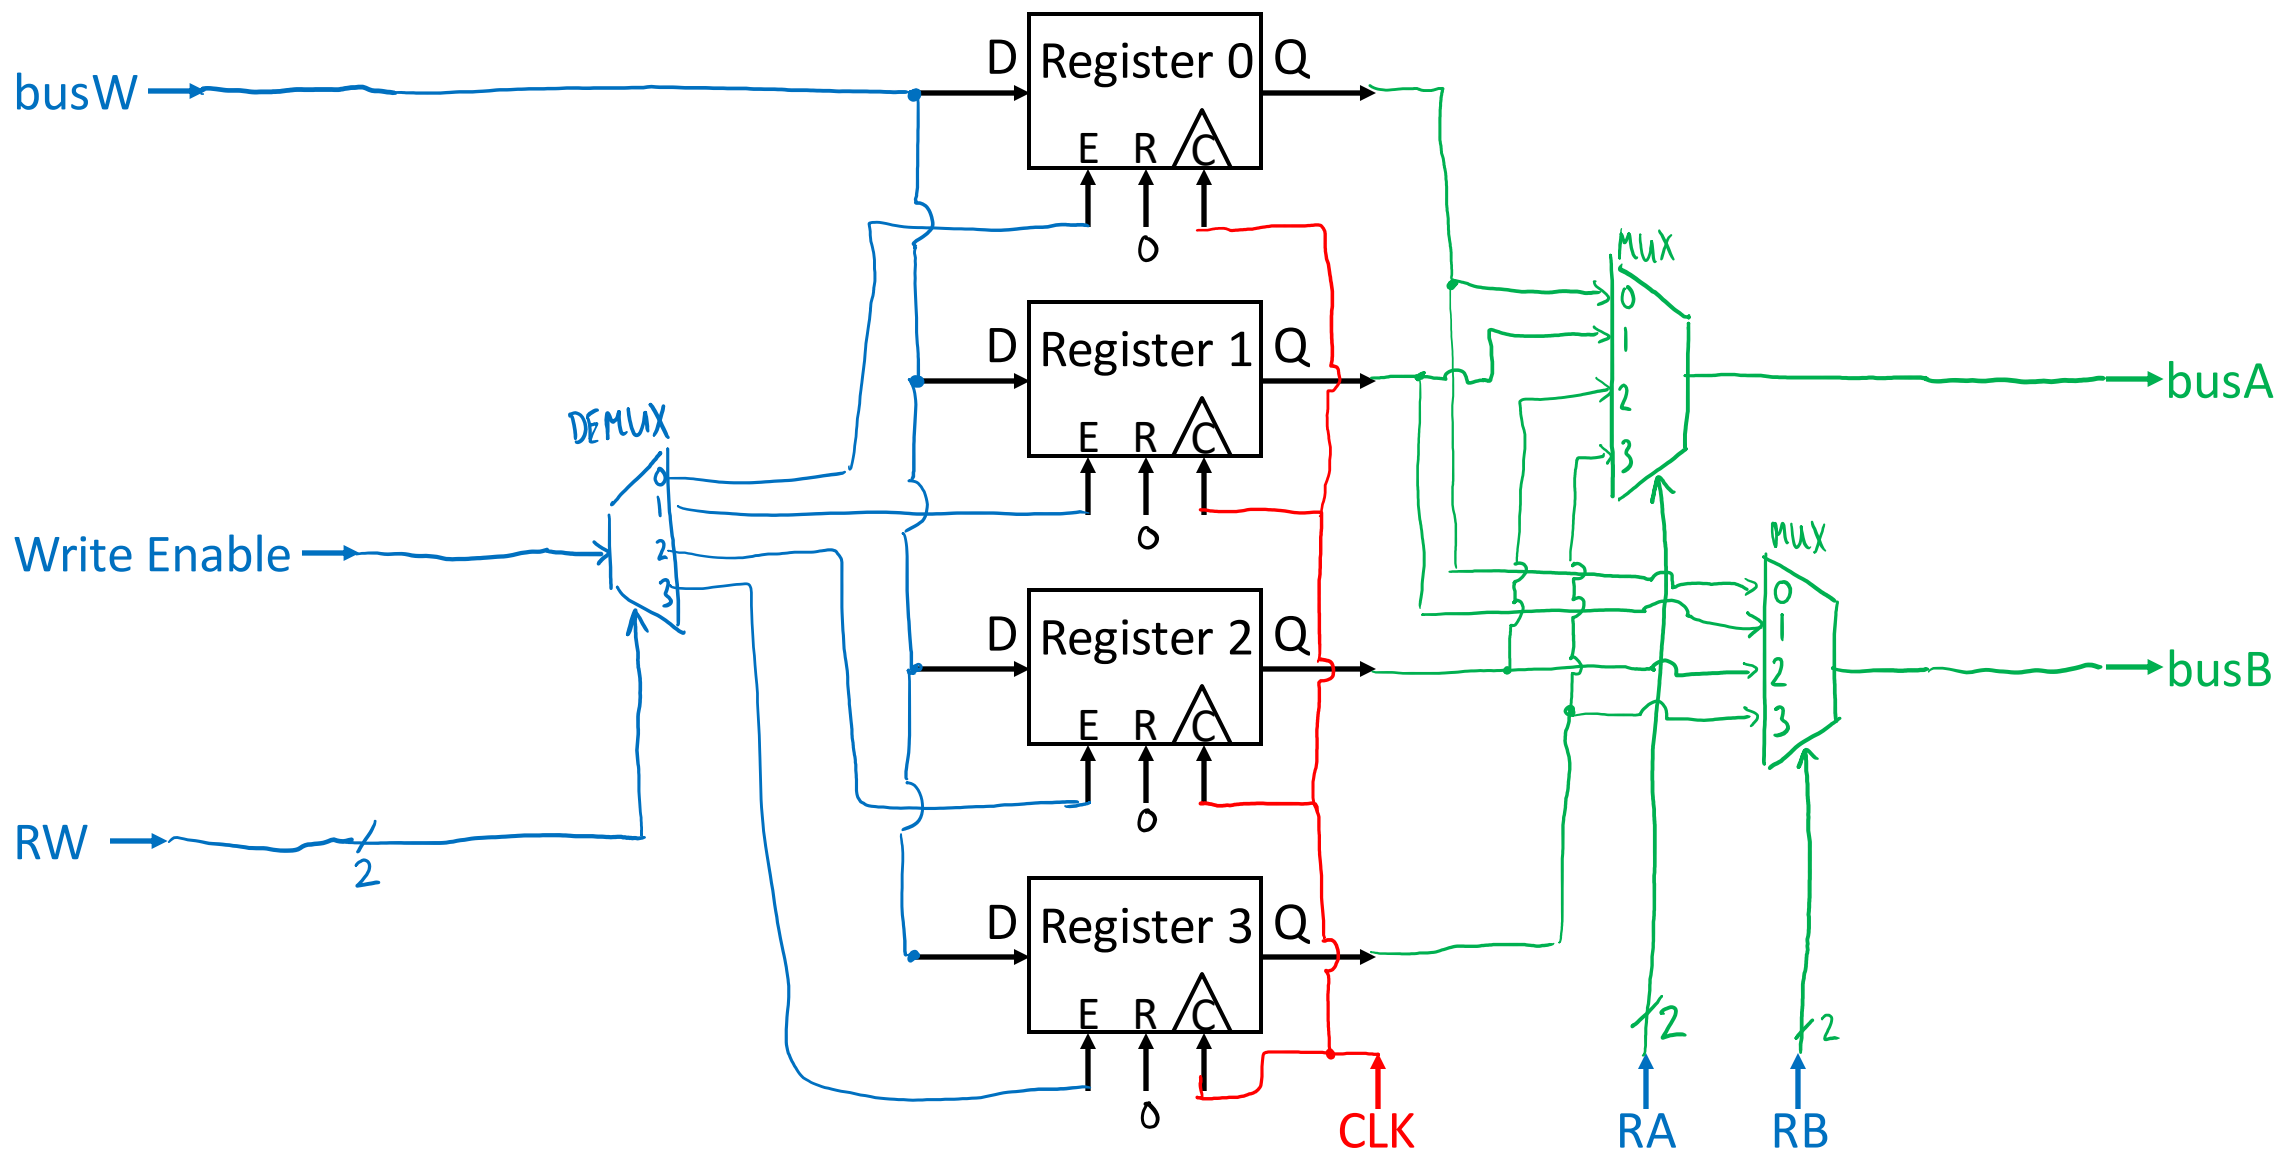 busW
D Register 0 Q
E R C
0
MUX
0
1
2
3
D Register 1 Q
E R C
0
busA
DEMUX
0
1
2
3
Write Enable
MUX
0
1
2
3
D Register 2 Q
E R C
0
busB
RW
2
D Register 3 Q
E R C
0
2
2
CLK
RA
RB